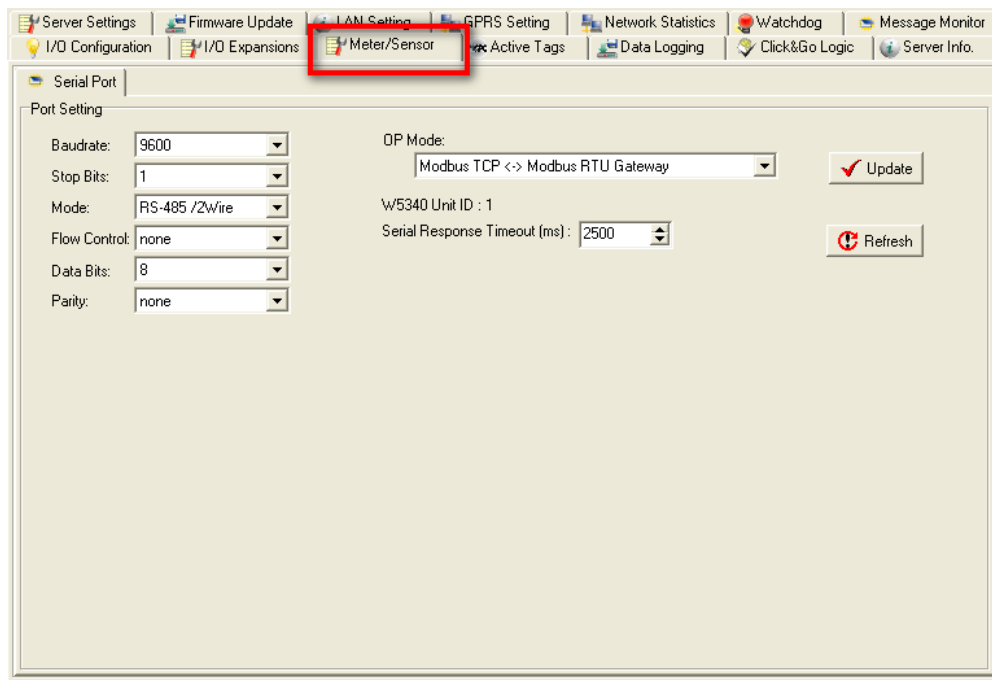 Server Settings Firmware Update LAN Setting GPRS Setting Network Statistics Watchdog Message Monitor
I/O Configuration I/O Expansions Meter/Sensor Active Tags Data Logging Click&Go Logic Server Info.
Serial Port
Port Setting
Baudrate: 9600 OP Mode:
Modbus TCP <-> Modbus RTU Gateway Update
Stop Bits: 1
Mode: RS-485 /2Wire W5340 Unit ID : 1
Flow Control: none Serial Response Timeout (ms) : 2500 Refresh
Data Bits: 8
Parity: none